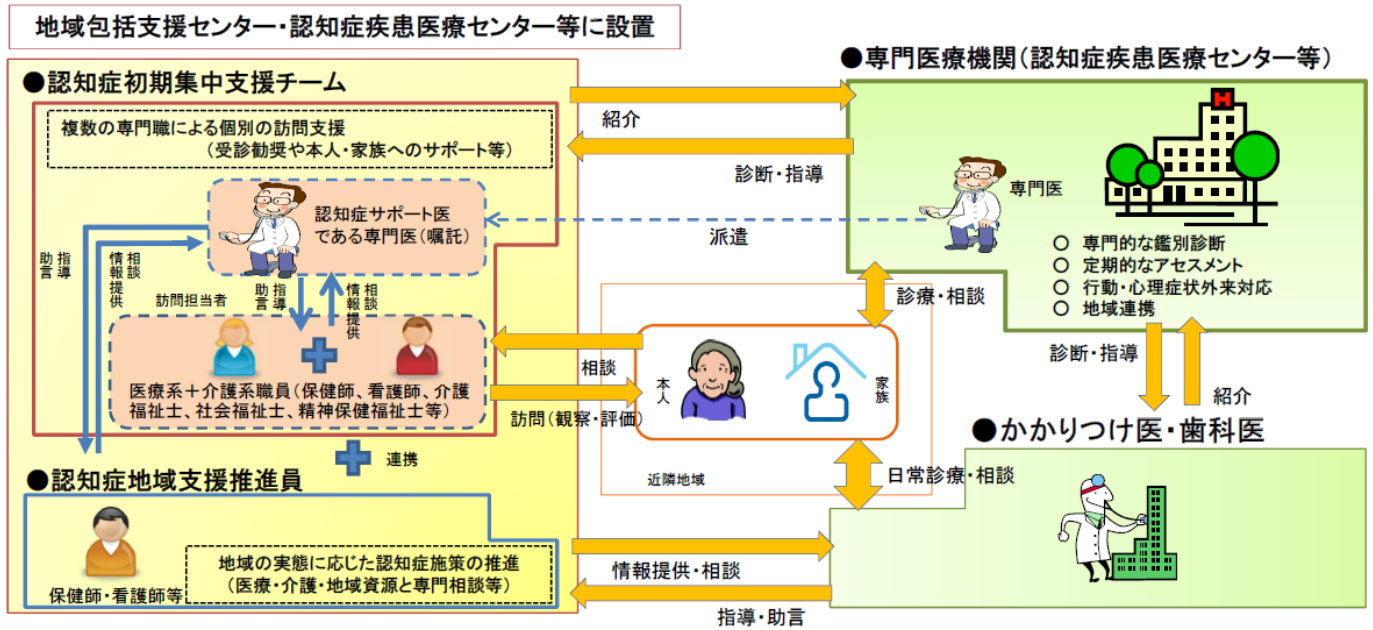 地域包括支援センター・認知症疾患医療センター等に設置
●認知症初期集中支援チーム
複数の専門職による個別の訪問支援
(受診勧奨や本人・家族へのサポート等)
認知症サポート医
である専門医(嘱託)
指導
助言
相談
情報提供
訪問担当者
指導
助言
相談
情報提供
医療系+介護系職員(保健師、看護師、介護
福祉士、社会福祉士、精神保健福祉士等)
連携
●認知症地域支援推進員
保健師・看護師等
地域の実態に応じた認知症施策の推進
(医療・介護・地域資源と専門相談等)
紹介
診断・指導
派遣
相談
訪問(観察・評価)
本人
家族
近隣地域
診療・相談
日常診療・相談
情報提供・相談
指導・助言
●専門医療機関(認知症疾患医療センター等)
H
専門医
○ 専門的な鑑別診断
○ 定期的なアセスメント
○ 行動・心理症状外来対応
○ 地域連携
診断・指導
紹介
●かかりつけ医・歯科医